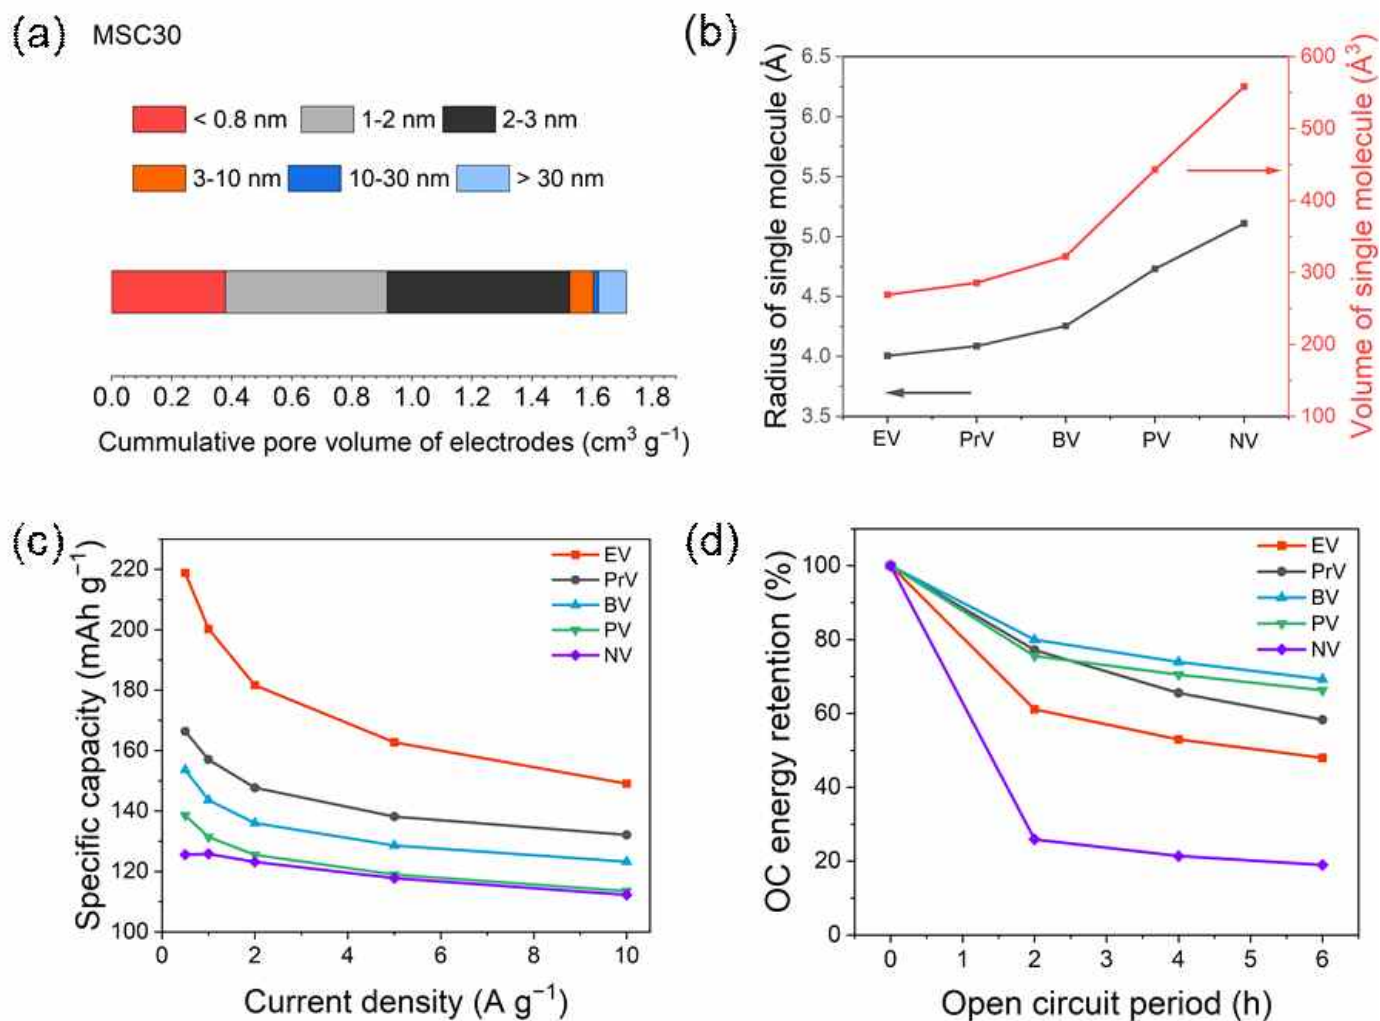 (a) MSC30
< 0.8 nm 1-2 nm 2-3 nm
3-10 nm 10-30 nm > 30 nm
0.0 0.2 0.4 0.6 0.8 1.0 1.2 1.4 1.6 1.8
Cummulative pore volume of electrodes (cm³ g⁻¹)
(b)
Radius of single molecule (Å)
6.5
6.0
5.5
5.0
4.5
4.0
3.5
600
500
400
300
200
100
Volume of single molecule (Å³)
EV PrV BV PV NV
(c)
Specific capacity (mAh g⁻¹)
220
200
180
160
140
120
100
EV
PrV
BV
PV
NV
0 2 4 6 8 10
Current density (A g⁻¹)
(d)
OC energy retention (%)
100
80
60
40
20
0
EV
PrV
BV
PV
NV
0 1 2 3 4 5 6
Open circuit period (h)